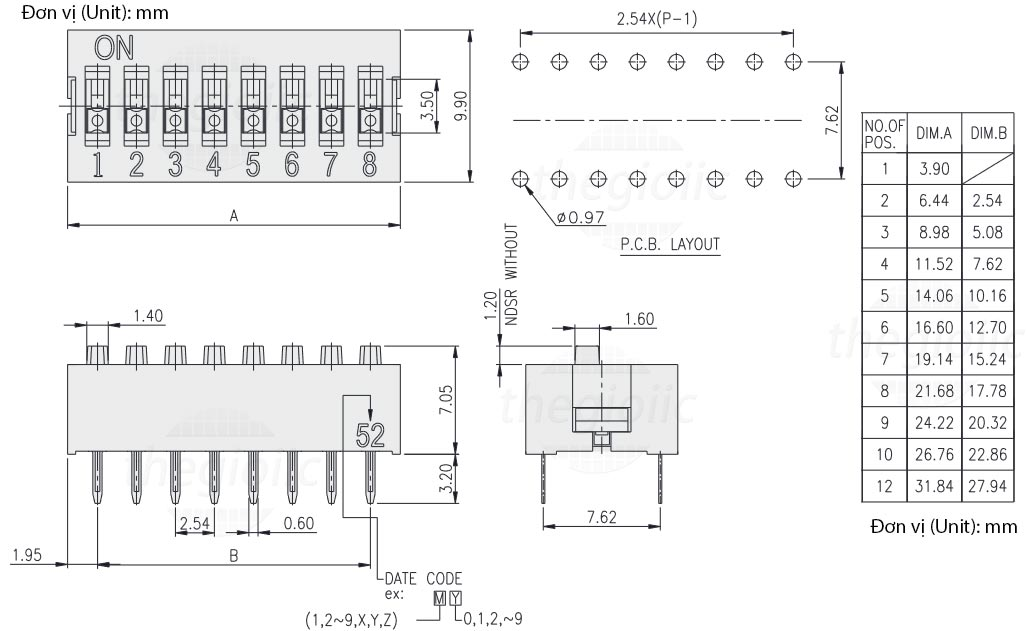 Đơn vị (Unit): mm
ON
1 2 3 4 5 6 7 8
3.50
9.90
A
2.54X(P-1)
7.62
Ø0.97
P.C.B. LAYOUT
NO.OF POS. DIM.A DIM.B
1 3.90
2 6.44 2.54
3 8.98 5.08
4 11.52 7.62
5 14.06 10.16
6 16.60 12.70
7 19.14 15.24
8 21.68 17.78
9 24.22 20.32
10 26.76 22.86
12 31.84 27.94
Đơn vị (Unit): mm
1.40
52
7.05
3.20
2.54
0.60
1.95
B
1.20
NDSR WITHOUT
1.60
7.62
DATE CODE
ex: M Y
(1,2~9,X,Y,Z)
0,1,2,~9
thegioiic
thegioiic
thegioiic
thegioiic
thegioiic